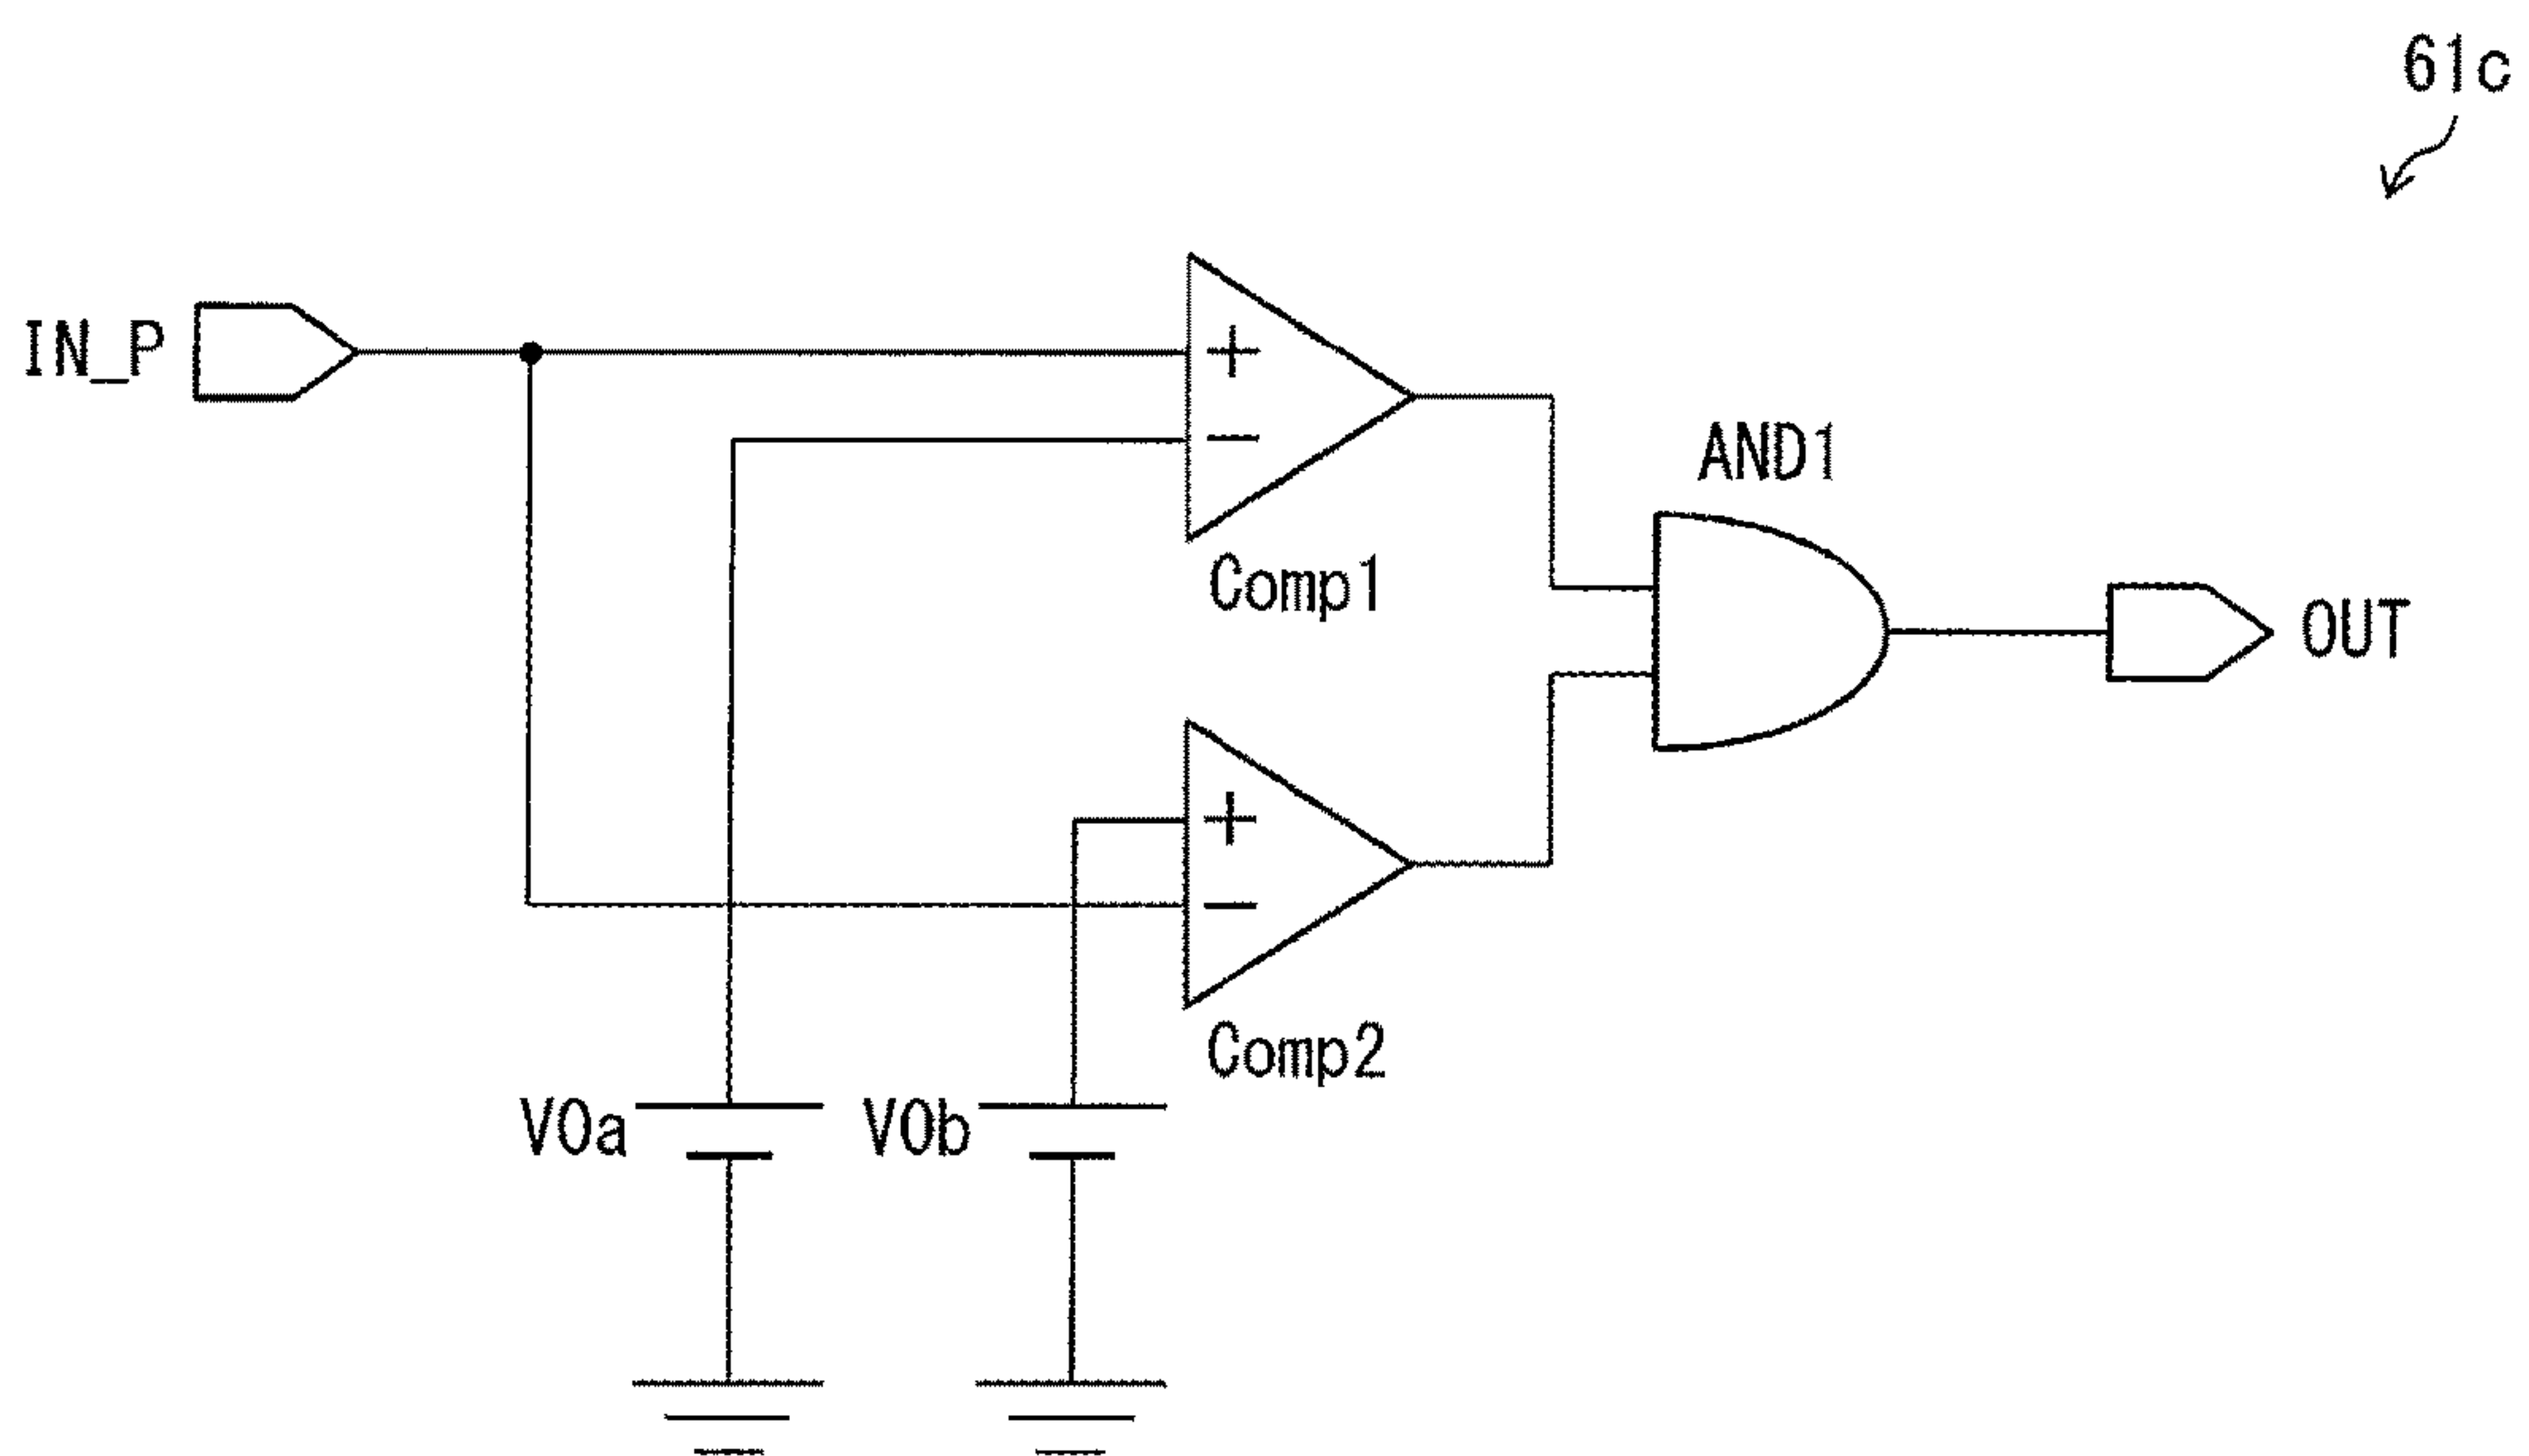 61c
IN_P
+
−
Comp1
AND1
OUT
+
−
Comp2
V0a
V0b